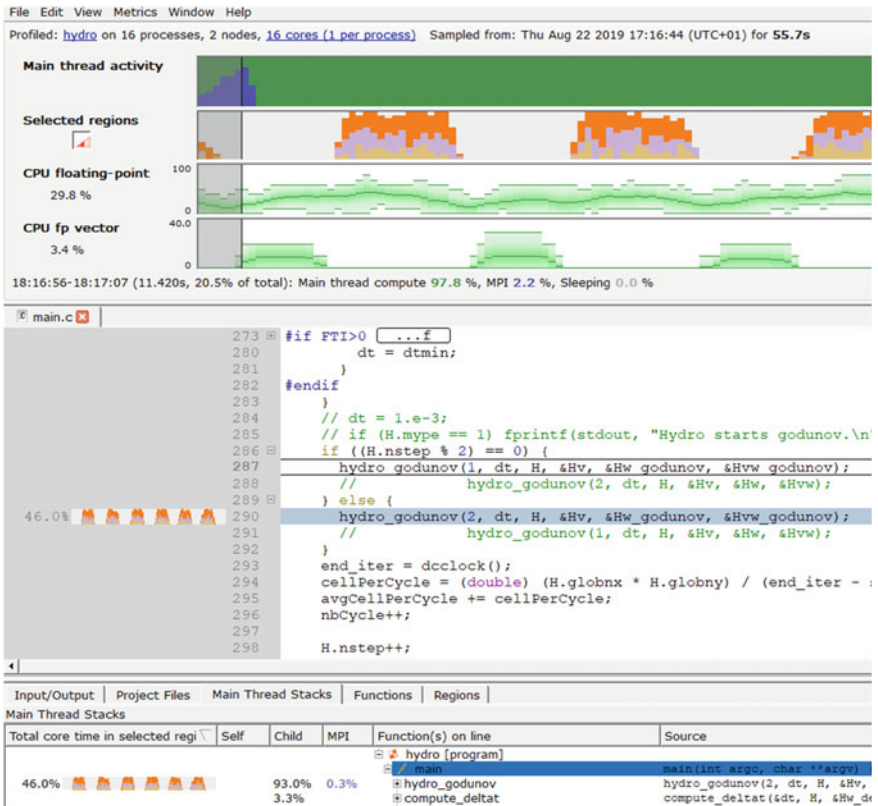 File Edit View Metrics Window Help
Profiled: hydro on 16 processes, 2 nodes, 16 cores (1 per process) Sampled from: Thu Aug 22 2019 17:16:44 (UTC+01) for 55.7s
Main thread activity
Selected regions
CPU floating-point
100
29.8 %
0
CPU fp vector
40.0
3.4 %
0
18:16:56-18:17:07 (11.420s, 20.5% of total): Main thread compute 97.8 %, MPI 2.2 %, Sleeping 0.0 %
main.c
273 #if FTI>0 ...f
280 dt = dtmin;
281 }
282 #endif
283 }
284 // dt = 1.e-3;
285 // if (H.mype == 1) fprintf(stdout, "Hydro starts godunov.\n"
286 if ((H.nstep % 2) == 0) {
287 hydro_godunov(1, dt, H, &Hv, &Hw_godunov, &Hvw_godunov);
288 // hydro_godunov(2, dt, H, &Hv, &Hw, &Hvw);
289 } else {
46.0% 290 hydro_godunov(2, dt, H, &Hv, &Hw_godunov, &Hvw_godunov);
291 // hydro_godunov(1, dt, H, &Hv, &Hw, &Hvw);
292 }
293 end_iter = dcclock();
294 cellPerCycle = (double) (H.globnx * H.globny) / (end_iter -
295 avgCellPerCycle += cellPerCycle;
296 nbCycle++;
297
298 H.nstep++;
Input/Output Project Files Main Thread Stacks Functions Regions
Main Thread Stacks
Total core time in selected regi Self Child MPI Function(s) on line Source
hydro [program]
main main(int argc, char **argv)
46.0% 93.0% 0.3% hydro_godunov hydro_godunov(2, dt, H, &Hv,
3.3% compute_deltat compute_deltat(&dt, H, &Hw_de